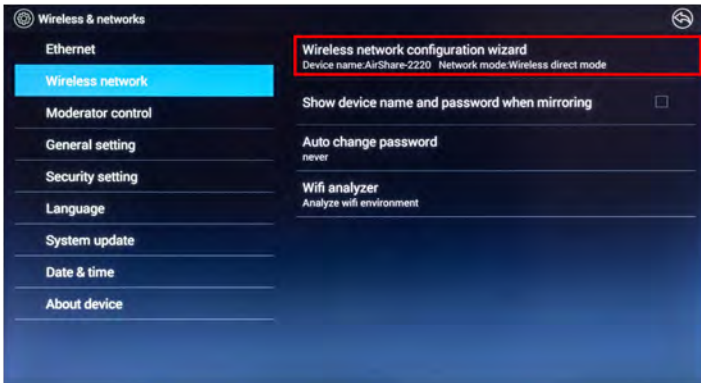 Wireless & networks
Ethernet
Wireless network
Moderator control
General setting
Security setting
Language
System update
Date & time
About device
Wireless network configuration wizard
Device name:AirShare-2220 Network mode:Wireless direct mode
Show device name and password when mirroring
Auto change password
never
Wifi analyzer
Analyze wifi environment